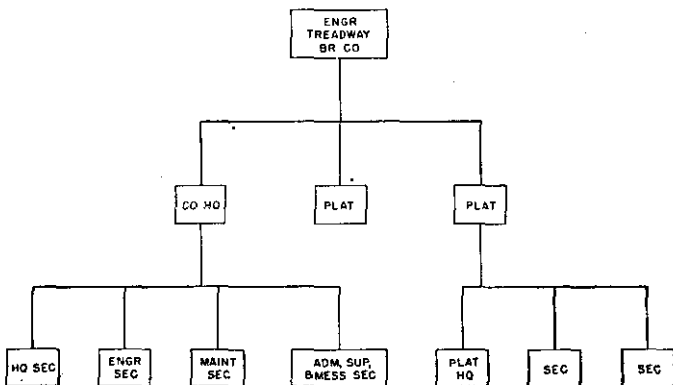 ENGR
TREADWAY
BR CO
CO HQ
PLAT
PLAT
HQ SEC
ENGR
SEC
MAINT
SEC
ADM, SUP,
&MESS SEC
PLAT
HQ
SEC
SEC